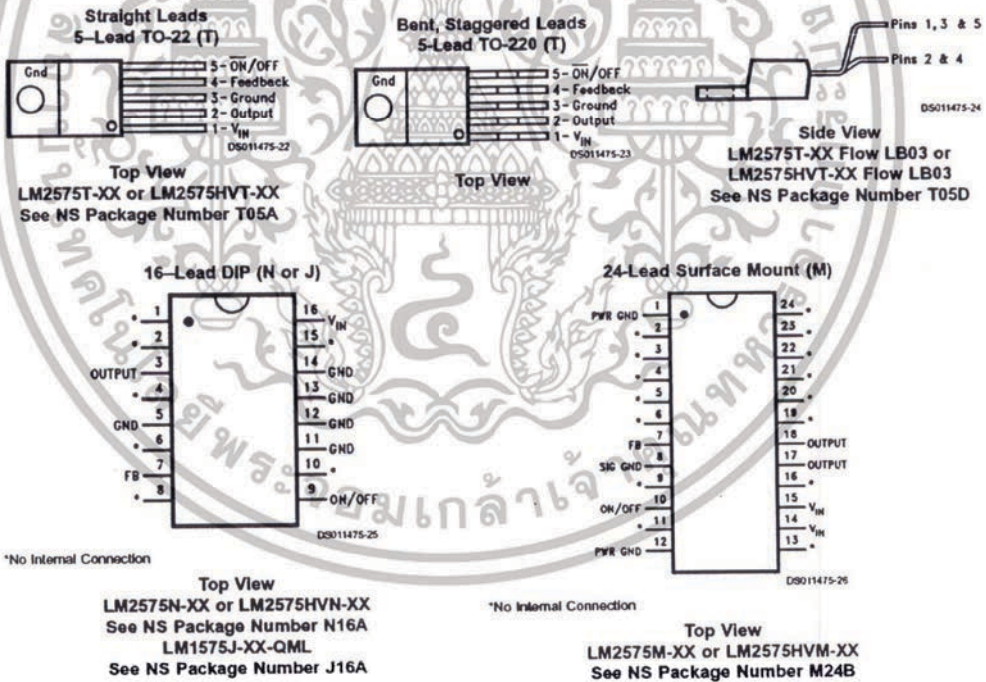 Straight Leads
5–Lead TO-22 (T)
Gnd
5- ON/OFF
4- Feedback
3- Ground
2- Output
1- VIN
DS011475-22
Top View
LM2575T-XX or LM2575HVT-XX
See NS Package Number T05A
Bent, Staggered Leads
5-Lead TO-220 (T)
Gnd
5- ON/OFF
4- Feedback
3- Ground
2- Output
1- VIN
DS011475-23
Top View
Pins 1, 3 & 5
Pins 2 & 4
DS011475-24
Side View
LM2575T-XX Flow LB03 or
LM2575HVT-XX Flow LB03
See NS Package Number T05D
16–Lead DIP (N or J)
* 1 16 VIN
* 2 15 *
OUTPUT 3 14 GND
* 4 13 GND
GND 5 12 GND
* 6 11 GND
FB 7 10 *
* 8 9 ON/OFF
DS011475-25
*No Internal Connection
Top View
LM2575N-XX or LM2575HVN-XX
See NS Package Number N16A
LM1575J-XX-QML
See NS Package Number J16A
24-Lead Surface Mount (M)
PWR GND 1 24 *
* 2 23 *
* 3 22 *
* 4 21 *
* 5 20 *
* 6 19 *
FB 7 18 OUTPUT
SIG GND 8 17 OUTPUT
* 9 16 *
ON/OFF 10 15 VIN
* 11 14 VIN
PWR GND 12 13 *
DS011475-26
*No Internal Connection
Top View
LM2575M-XX or LM2575HVM-XX
See NS Package Number M24B